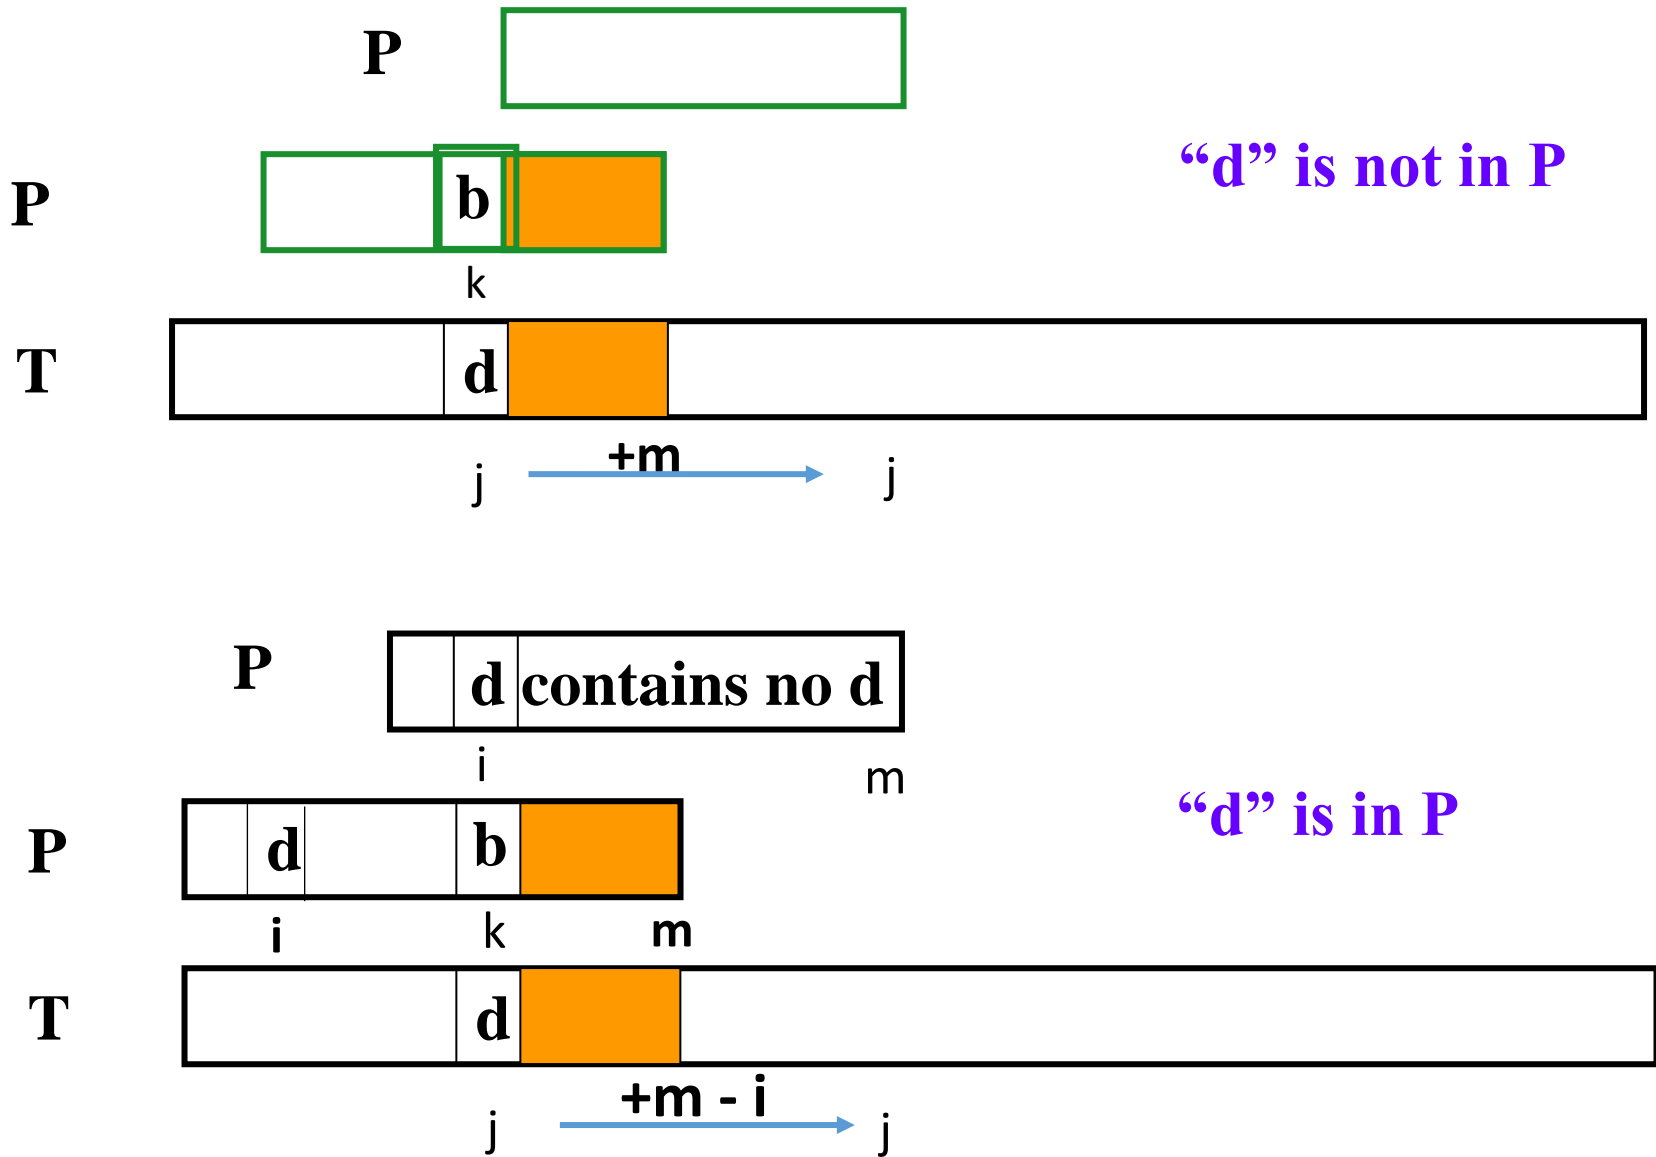 P
“d” is not in P
P b
k
T d
+m
j j
P d contains no d
i m
“d” is in P
P d b
i k m
T d
+m - i
j j